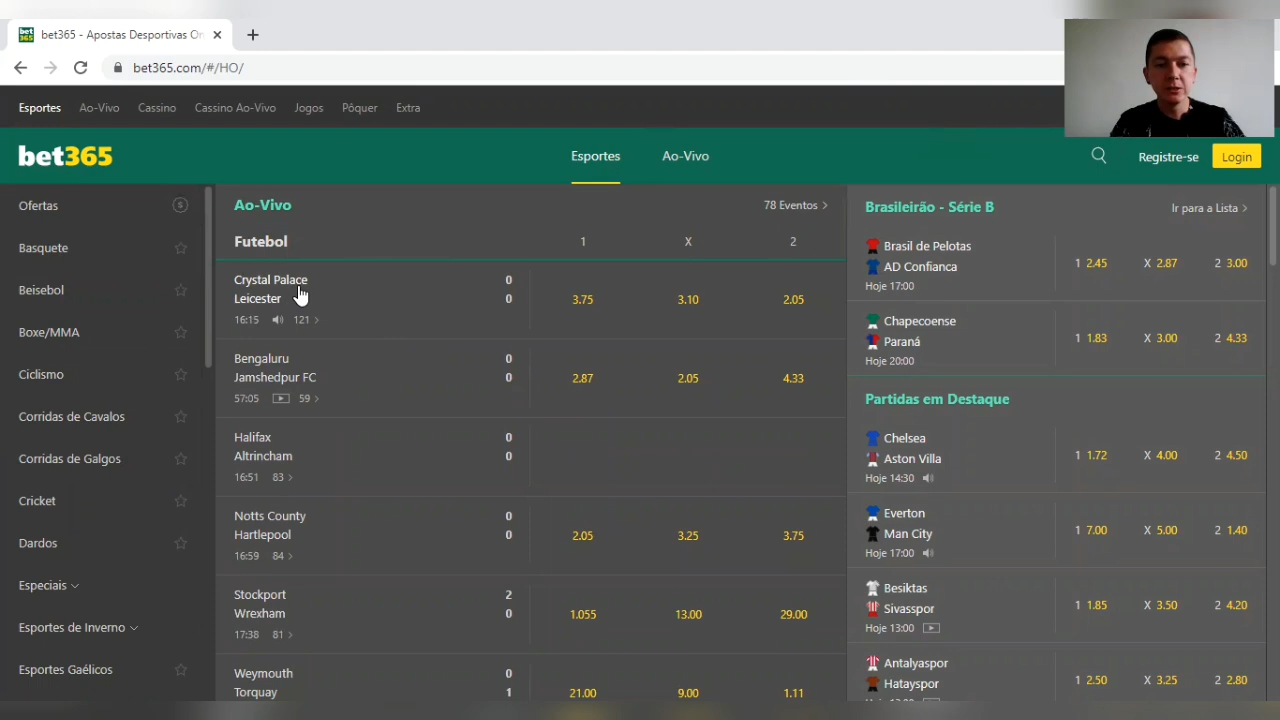 bet365 - Apostas Desportivas On
bet365.com/#/HO/
Esportes Ao-Vivo Cassino Cassino Ao-Vivo Jogos Pôquer Extra
bet365 Esportes Ao-Vivo Registre-se Login
Ofertas
Basquete
Beisebol
Boxe/MMA
Ciclismo
Corridas de Cavalos
Corridas de Galgos
Cricket
Dardos
Especiais
Esportes de Inverno
Esportes Gaélicos
Ao-Vivo 78 Eventos >
Futebol 1 X 2
Crystal Palace 0
Leicester 0
3.75 3.10 2.05
16:15 121 >
Bengaluru 0
Jamshedpur FC 0
2.87 2.05 4.33
57:05 59 >
Halifax 0
Altrincham 0
16:51 83 >
Notts County 0
Hartlepool 0
2.05 3.25 3.75
16:59 84 >
Stockport 2
Wrexham 0
1.055 13.00 29.00
17:38 81 >
Weymouth 0
Torquay 1
21.00 9.00 1.11
Brasileirão - Série B Ir para a Lista >
Brasil de Pelotas
AD Confianca
1 2.45 X 2.87 2 3.00
Hoje 17:00
Chapecoense
Paraná
1 1.83 X 3.00 2 4.33
Hoje 20:00
Partidas em Destaque
Chelsea
Aston Villa
1 1.72 X 4.00 2 4.50
Hoje 14:30
Everton
Man City
1 7.00 X 5.00 2 1.40
Hoje 17:00
Besiktas
Sivasspor
1 1.85 X 3.50 2 4.20
Hoje 13:00
Antalyaspor
Hatayspor
1 2.50 X 3.25 2 2.80